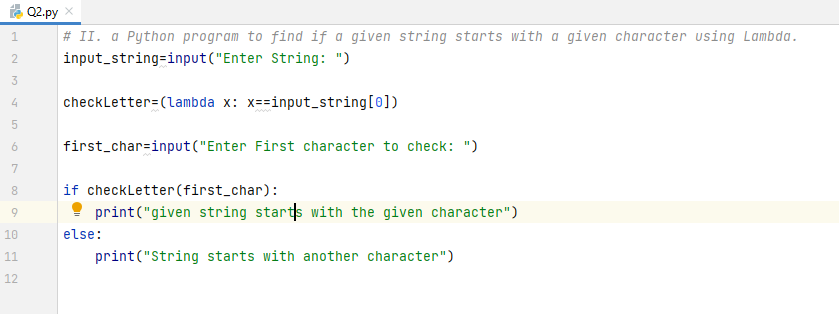 Q2.py
1 # II. a Python program to find if a given string starts with a given character using Lambda.
2 input_string=input("Enter String: ")
3
4 checkLetter=(lambda x: x==input_string[0])
5
6 first_char=input("Enter First character to check: ")
7
8 if checkLetter(first_char):
9     print("given string starts with the given character")
10 else:
11     print("String starts with another character")
12